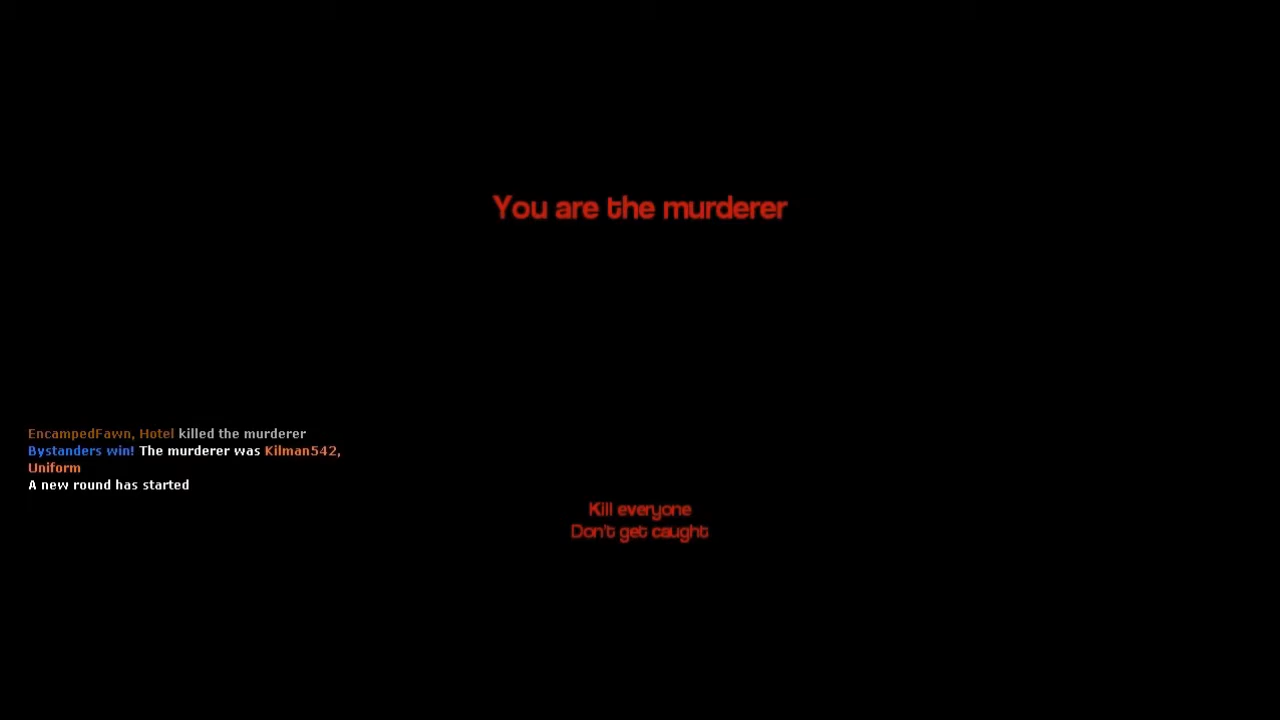 You are the murderer
EncampedFawn, Hotel killed the murderer
Bystanders win! The murderer was Kilman542,
Uniform
A new round has started
Kill everyone
Don't get caught